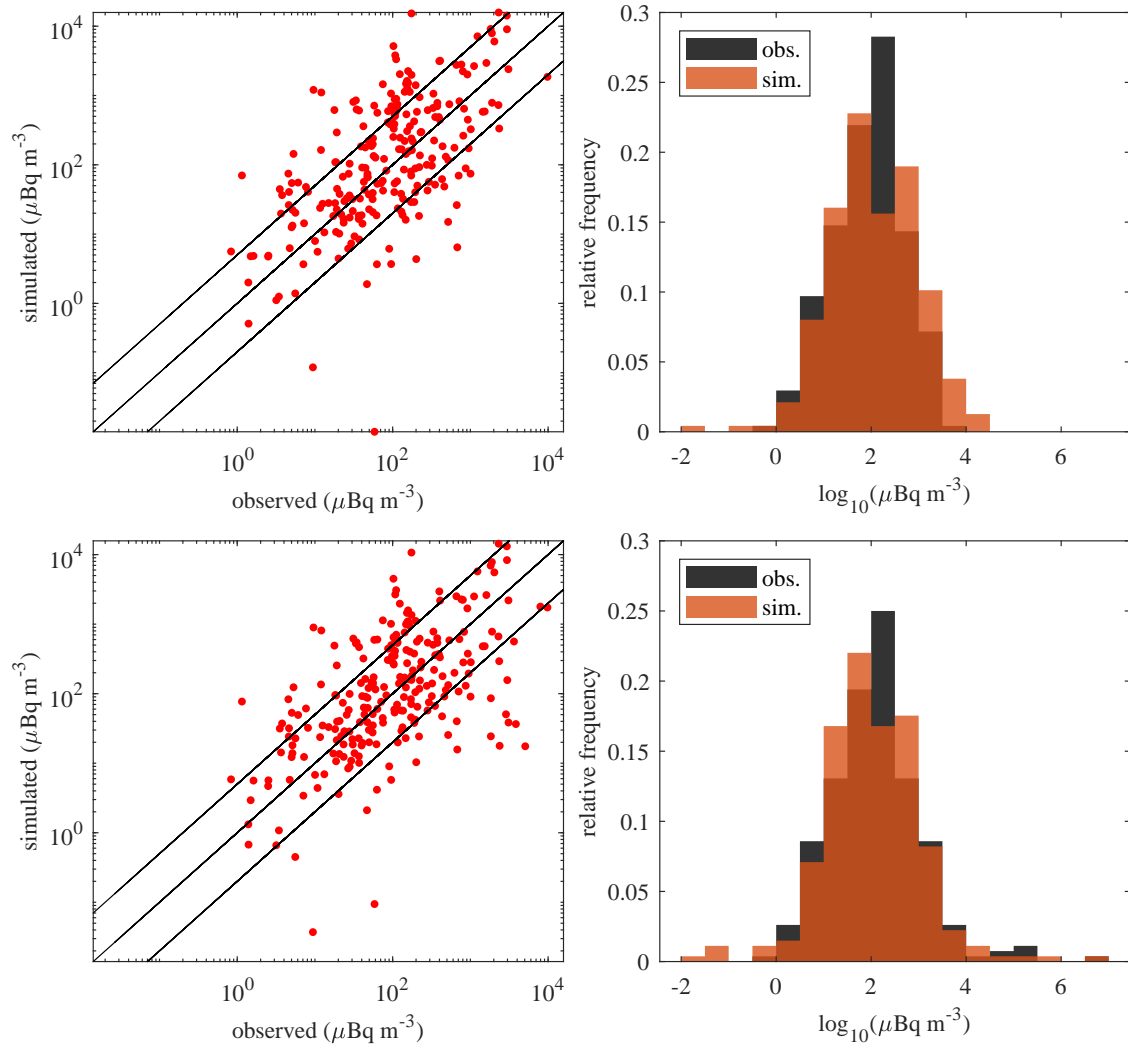 10^4
10^2
10^0
simulated (μBq m^-3)
10^0 10^2 10^4
observed (μBq m^-3)
0.3
0.25
0.2
0.15
0.1
0.05
0
relative frequency
obs.
sim.
-2 0 2 4 6
log_10(μBq m^-3)
10^4
10^2
10^0
simulated (μBq m^-3)
10^0 10^2 10^4
observed (μBq m^-3)
0.3
0.25
0.2
0.15
0.1
0.05
0
relative frequency
obs.
sim.
-2 0 2 4 6
log_10(μBq m^-3)